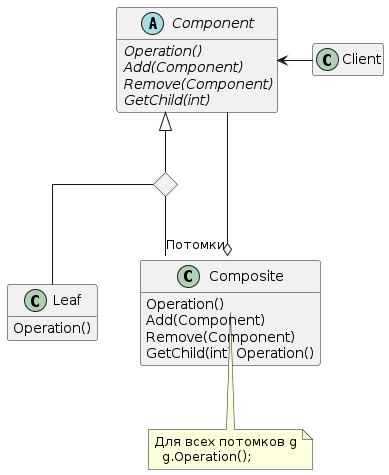 A Component
Operation()
Add(Component)
Remove(Component)
GetChild(int)
C Client
Потомки
C Leaf
Operation()
C Composite
Operation()
Add(Component)
Remove(Component)
GetChild(int) Operation()
Для всех потомков g
g.Operation();